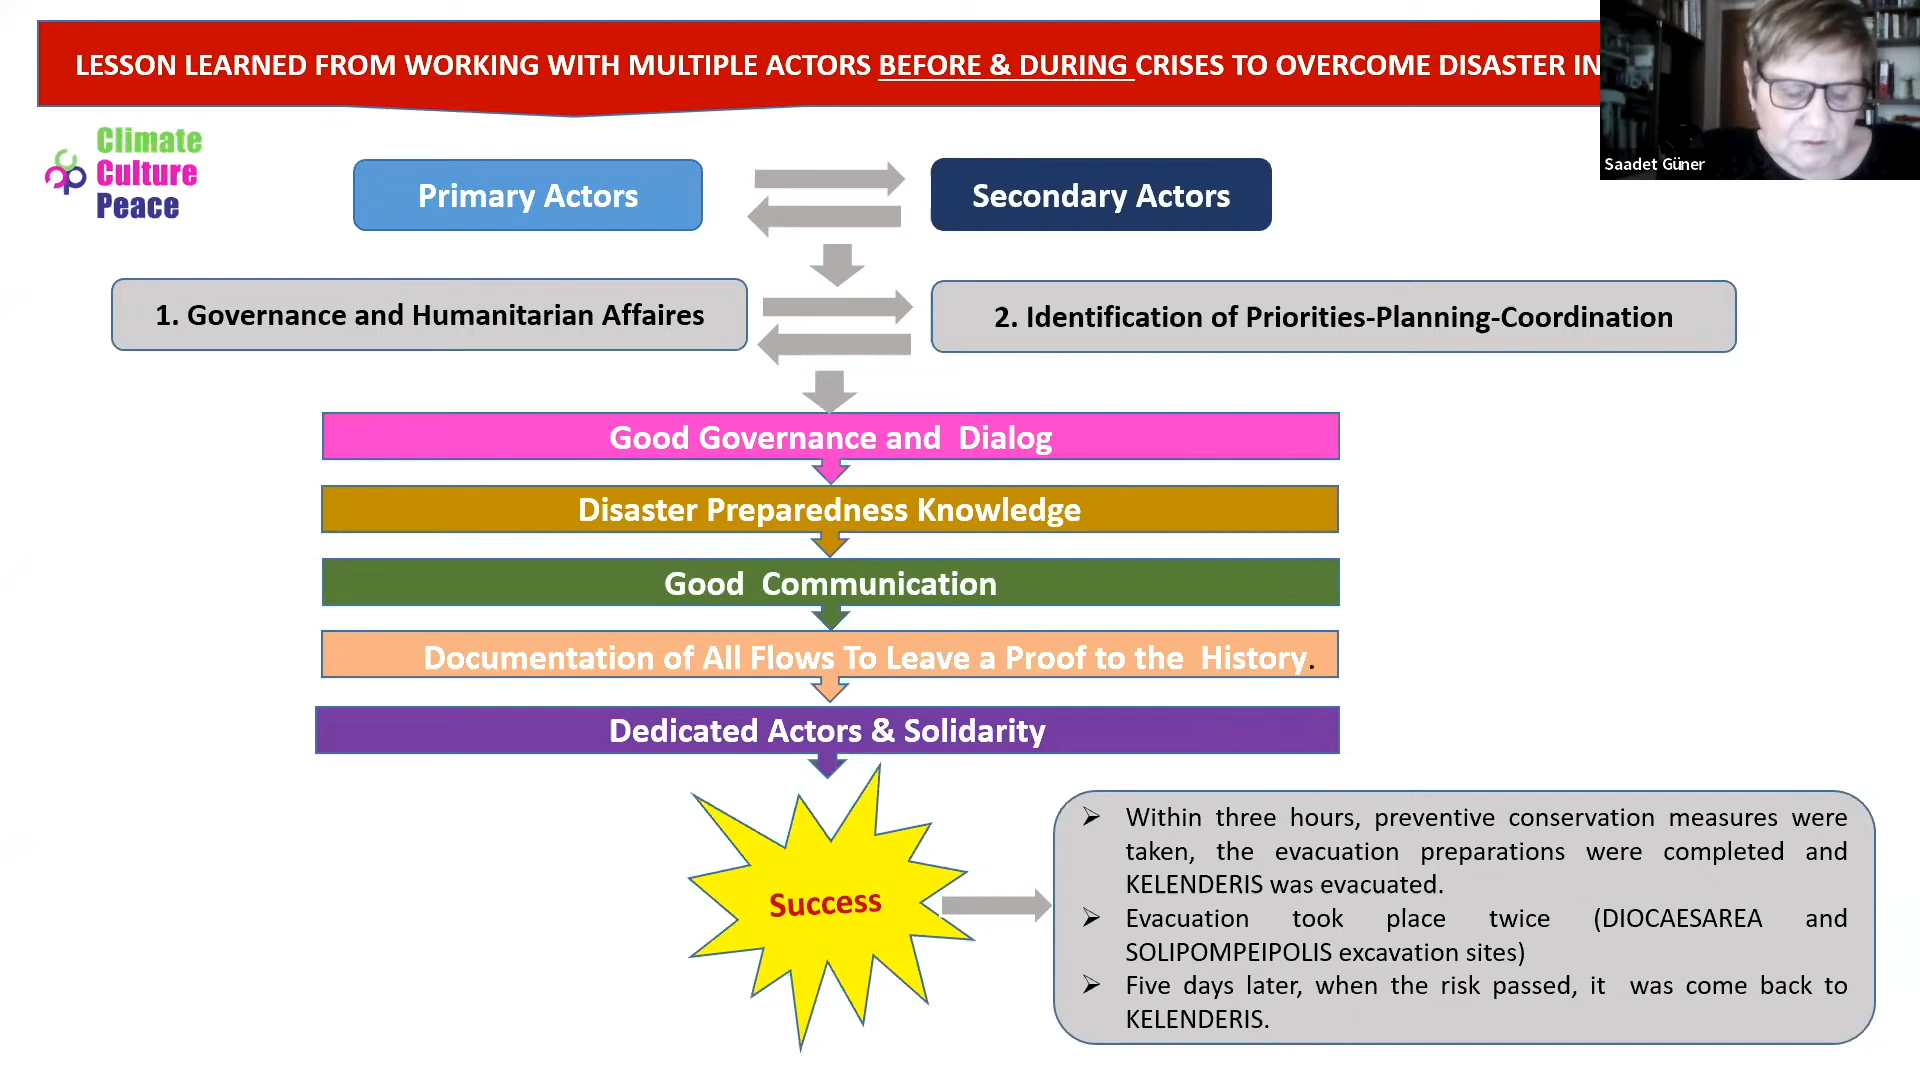 LESSON LEARNED FROM WORKING WITH MULTIPLE ACTORS BEFORE & DURING CRISES TO OVERCOME DISASTER IN
Saadet Güner
Climate
Culture
Peace
Primary Actors
Secondary Actors
1. Governance and Humanitarian Affaires
2. Identification of Priorities-Planning-Coordination
Good Governance and Dialog
Disaster Preparedness Knowledge
Good Communication
Documentation of All Flows To Leave a Proof to the History.
Dedicated Actors & Solidarity
Success
➢ Within three hours, preventive conservation measures were
taken, the evacuation preparations were completed and
KELENDERIS was evacuated.
➢ Evacuation took place twice (DIOCAESAREA and
SOLIPOMPEIPOLIS excavation sites)
➢ Five days later, when the risk passed, it was come back to
KELENDERIS.